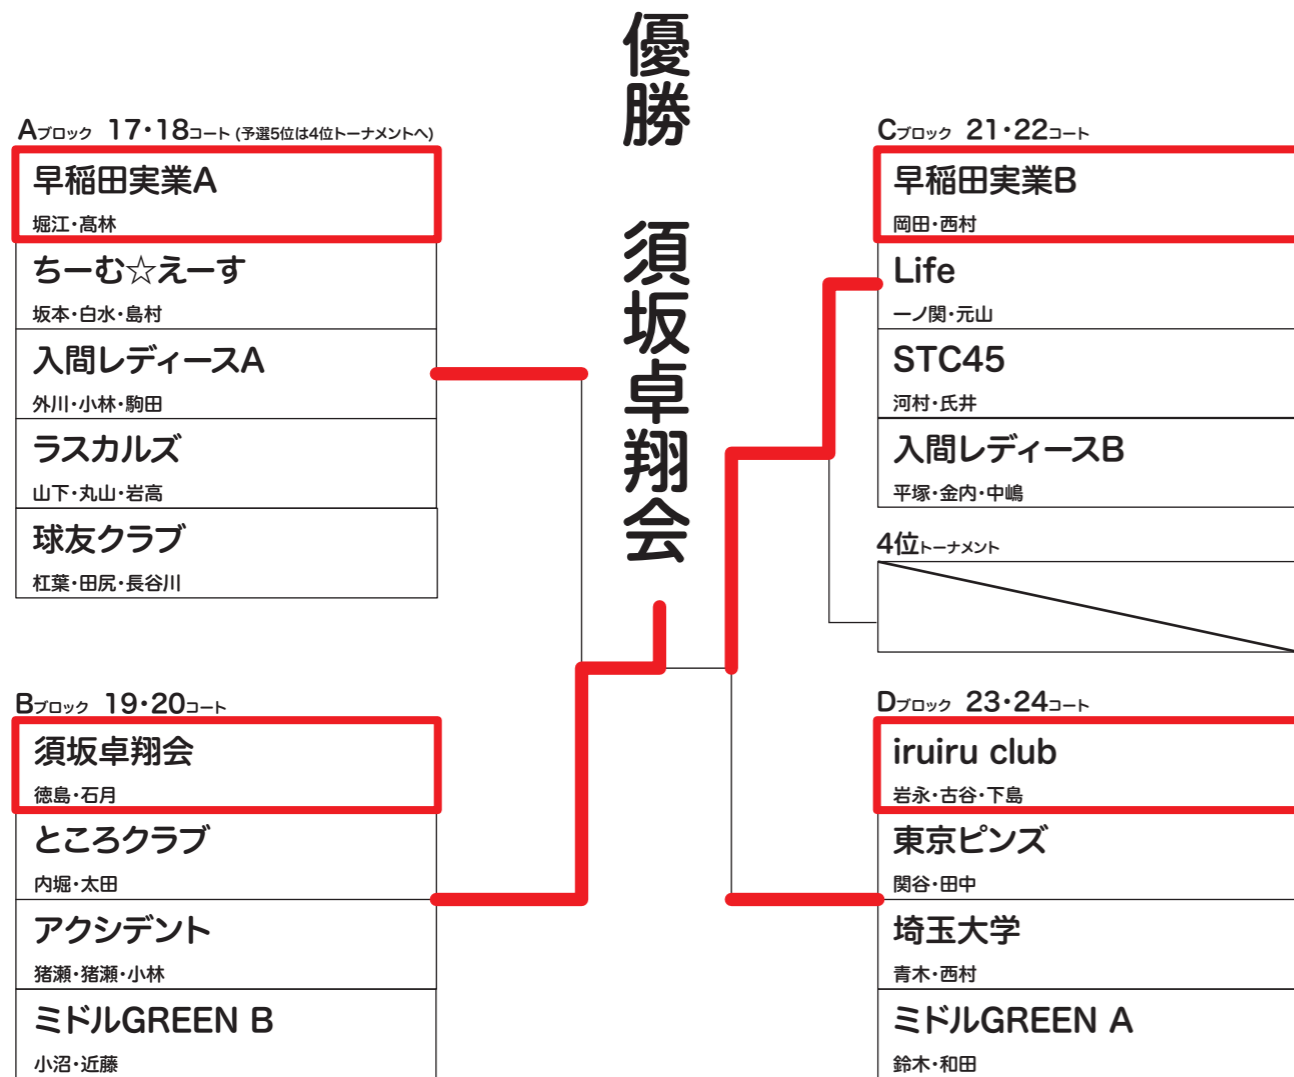 優勝 須坂卓翔会
Aブロック 17・18コート (予選5位は4位トーナメントへ)
早稲田実業A
堀江・髙林
ちーむ☆えーす
坂本・白水・島村
入間レディースA
外川・小林・駒田
ラスカルズ
山下・丸山・岩高
球友クラブ
杠葉・田尻・長谷川
Bブロック 19・20コート
須坂卓翔会
徳島・石月
ところクラブ
内堀・太田
アクシデント
猪瀬・猪瀬・小林
ミドルGREEN B
小沼・近藤
Cブロック 21・22コート
早稲田実業B
岡田・西村
Life
一ノ関・元山
STC45
河村・氏井
入間レディースB
平塚・金内・中嶋
4位トーナメント
Dブロック 23・24コート
iruiru club
岩永・古谷・下島
東京ピンズ
関谷・田中
埼玉大学
青木・西村
ミドルGREEN A
鈴木・和田